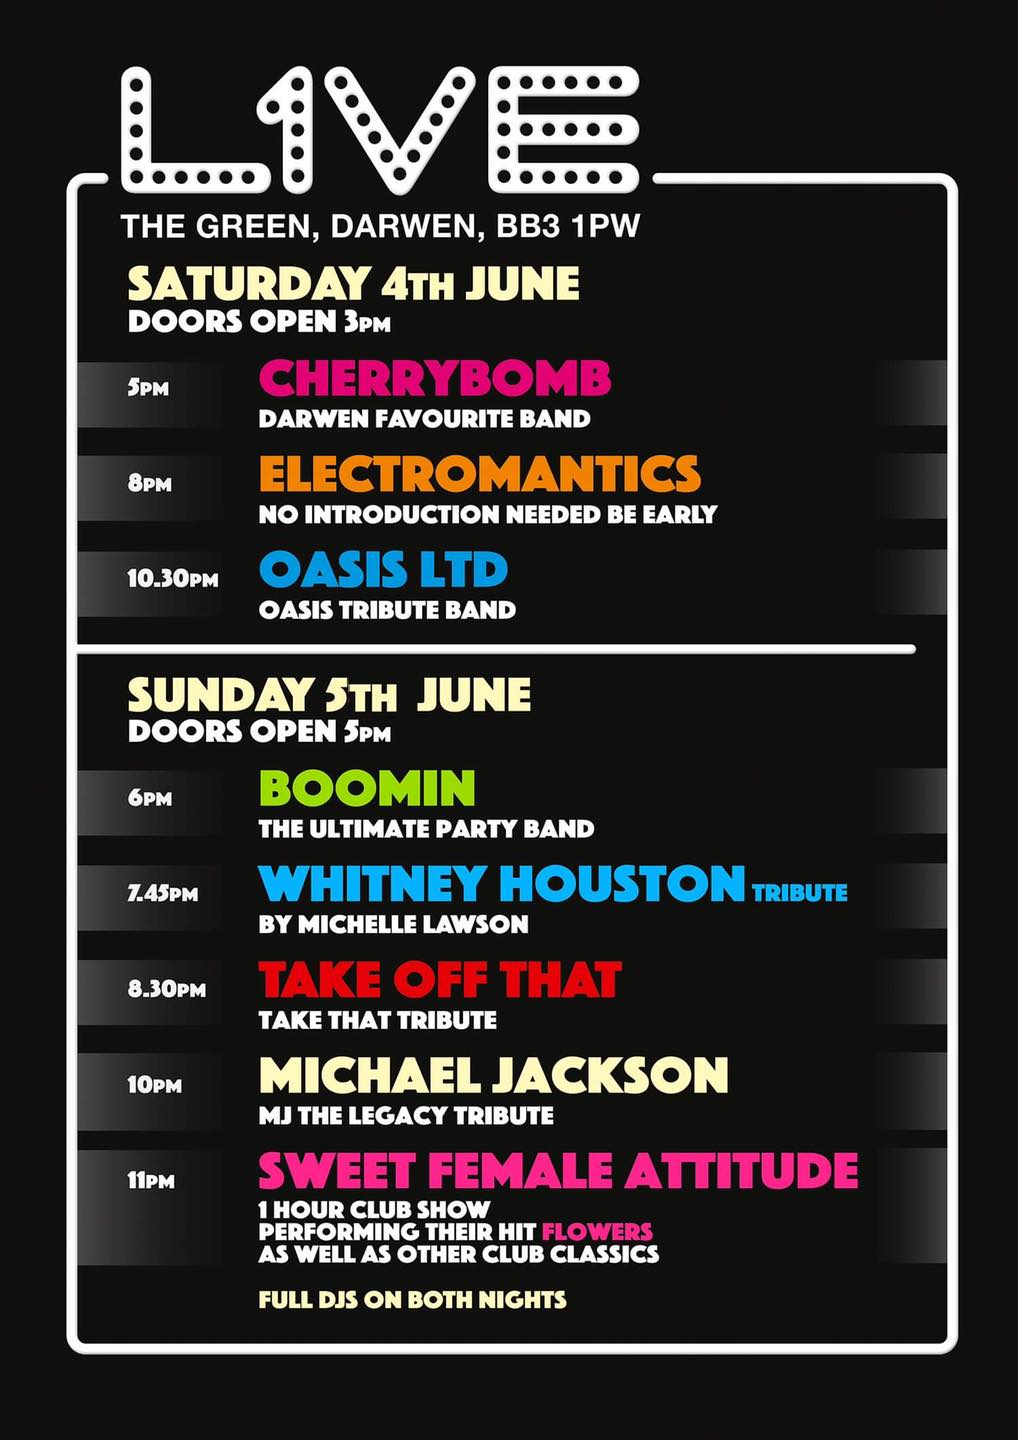 L1VE
THE GREEN, DARWEN, BB3 1PW
SATURDAY 4TH JUNE
DOORS OPEN 3PM
5PM
CHERRYBOMB
DARWEN FAVOURITE BAND
8PM
ELECTROMANTICS
NO INTRODUCTION NEEDED BE EARLY
10.30PM
OASIS LTD
OASIS TRIBUTE BAND
SUNDAY 5TH JUNE
DOORS OPEN 5PM
6PM
BOOMIN
THE ULTIMATE PARTY BAND
7.45PM
WHITNEY HOUSTON TRIBUTE
BY MICHELLE LAWSON
8.30PM
TAKE OFF THAT
TAKE THAT TRIBUTE
10PM
MICHAEL JACKSON
MJ THE LEGACY TRIBUTE
11PM
SWEET FEMALE ATTITUDE
1 HOUR CLUB SHOW
PERFORMING THEIR HIT FLOWERS
AS WELL AS OTHER CLUB CLASSICS
FULL DJS ON BOTH NIGHTS